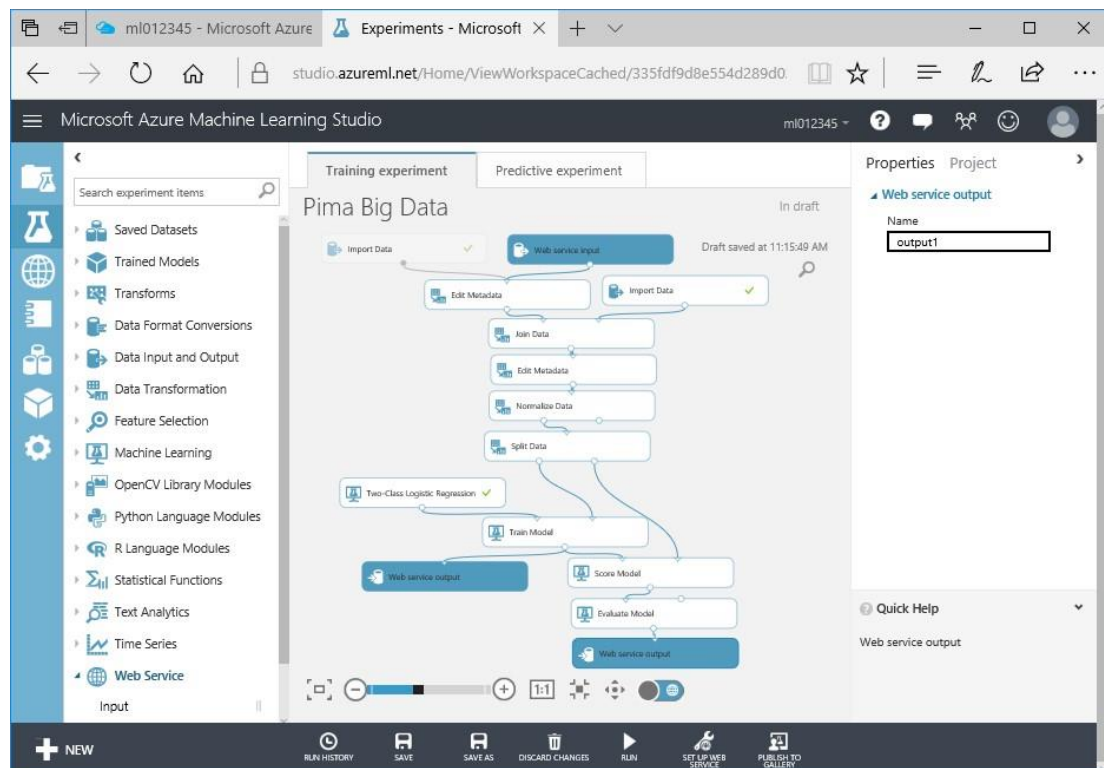 ml012345 - Microsoft Azure
Experiments - Microsoft
studio.azureml.net/Home/ViewWorkspaceCached/335fdf9d8e554d289d0
Microsoft Azure Machine Learning Studio
ml012345
Search experiment items
Saved Datasets
Trained Models
Transforms
Data Format Conversions
Data Input and Output
Data Transformation
Feature Selection
Machine Learning
OpenCV Library Modules
Python Language Modules
R Language Modules
Statistical Functions
Text Analytics
Time Series
Web Service
Input
Training experiment
Predictive experiment
Pima Big Data
In draft
Draft saved at 11:15:49 AM
Import Data
Web service input
Edit Metadata
Import Data
Join Data
Edit Metadata
Normalize Data
Split Data
Two-Class Logistic Regression
Train Model
Web service output
Score Model
Evaluate Model
Web service output
1:1
Properties Project
Web service output
Name
output1
Quick Help
Web service output
NEW
RUN HISTORY
SAVE
SAVE AS
DISCARD CHANGES
RUN
SET UP WEB
SERVICE
PUBLISH TO
GALLERY